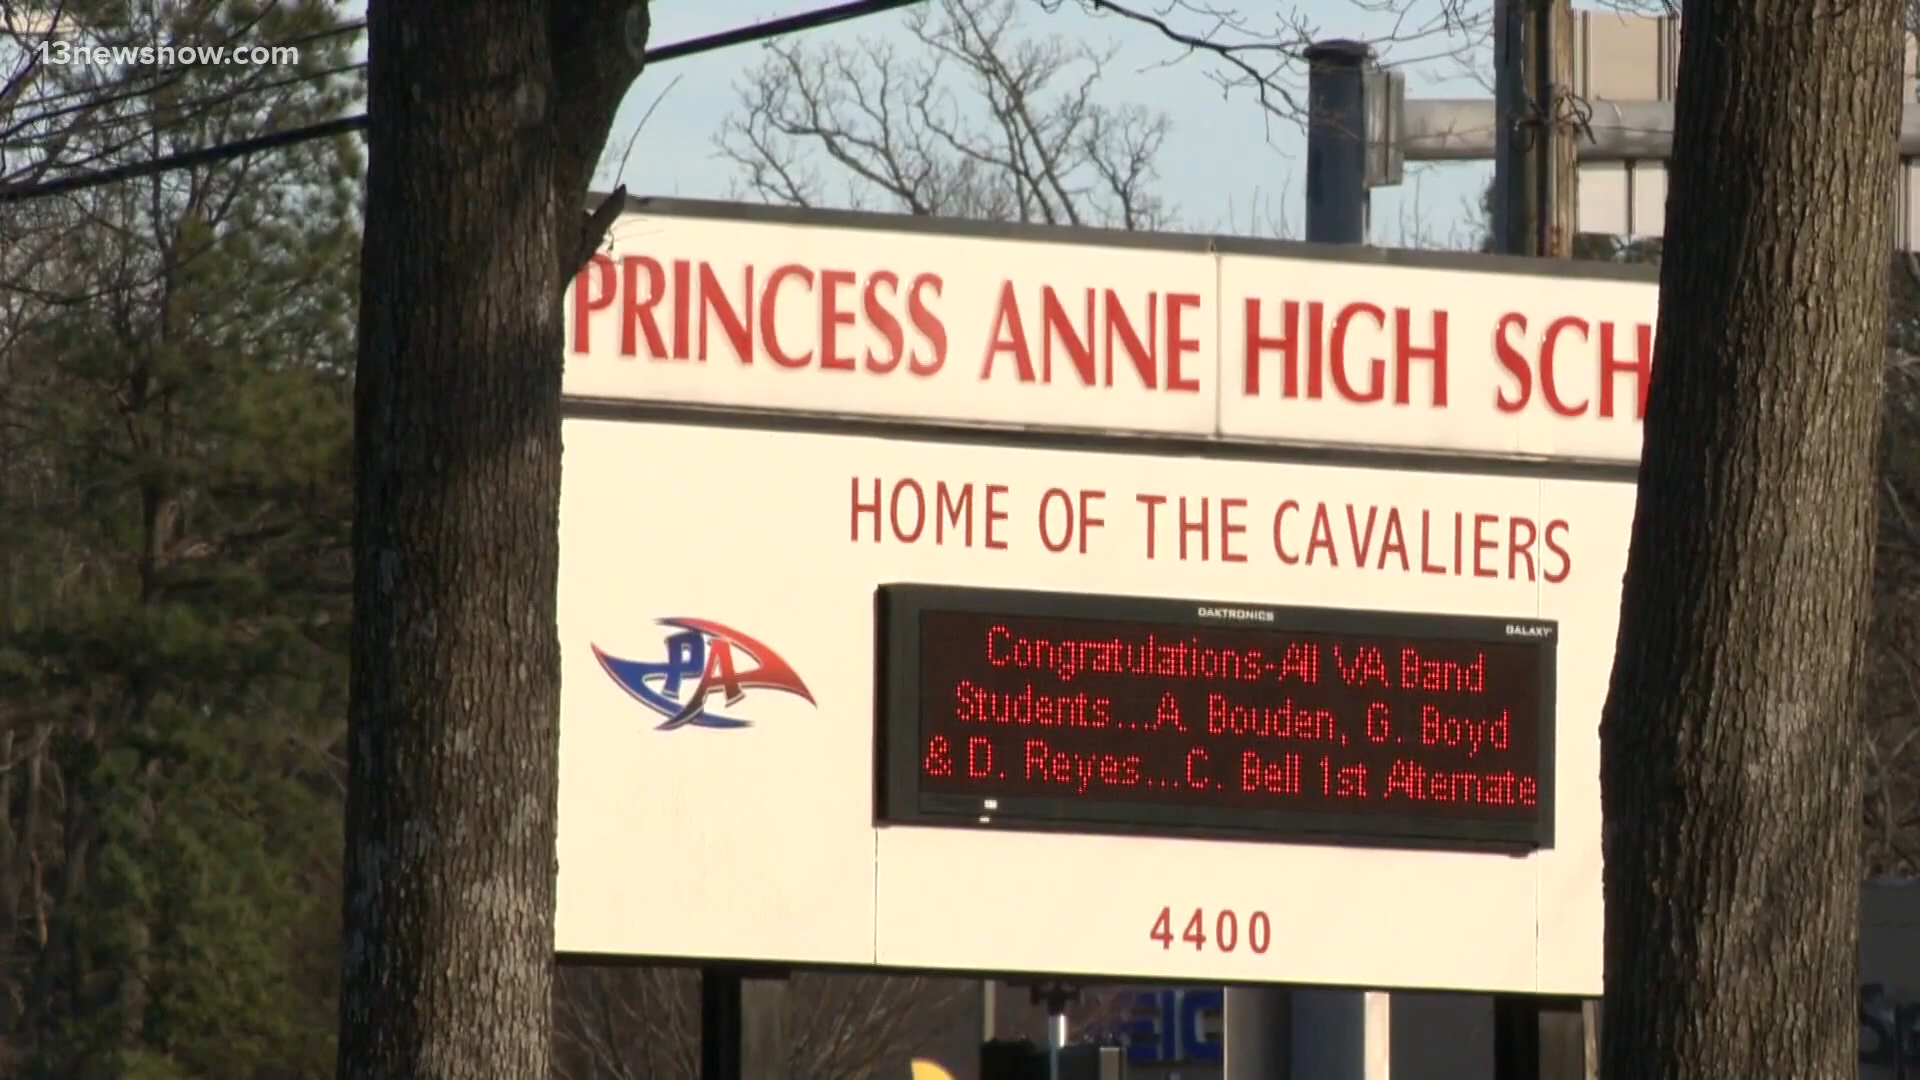 13newsnow.com
PRINCESS ANNE HIGH SCH
HOME OF THE CAVALIERS
DAKTRONICS
GALAXY
PA
Congratulations-All VA Band
Students...A. Bouden, G. Boyd
& D. Reyes...C. Bell 1st Alternate
4400
EIC